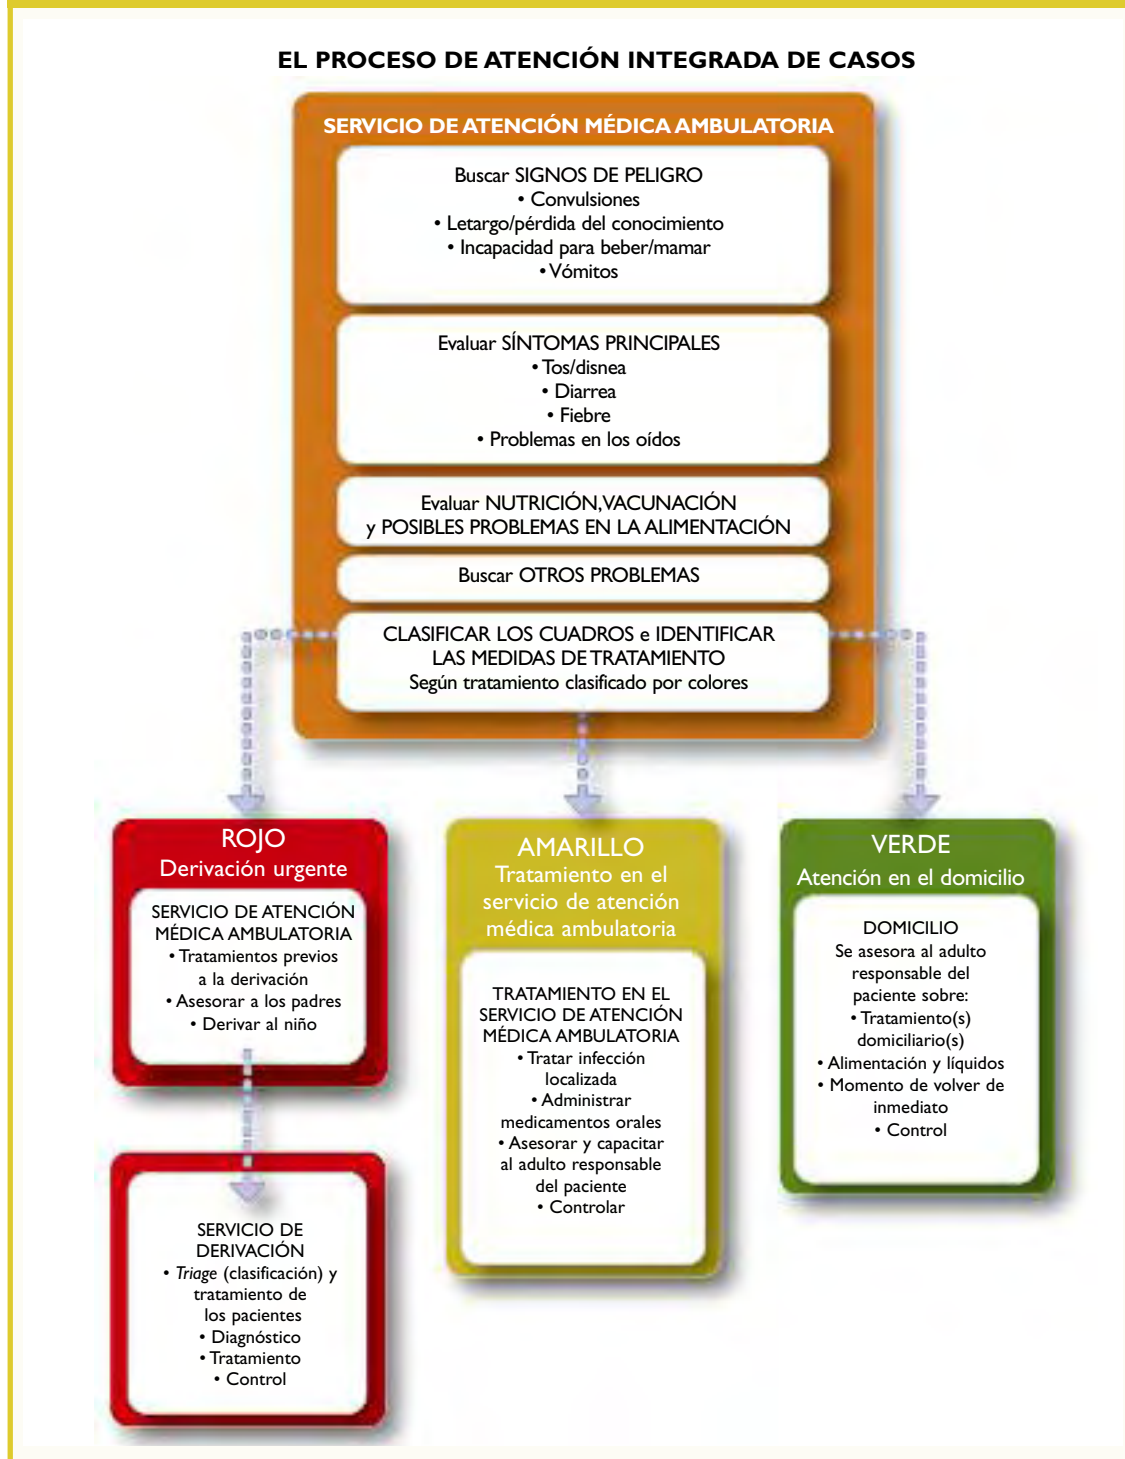 EL PROCESO DE ATENCIÓN INTEGRADA DE CASOS
SERVICIO DE ATENCIÓN MÉDICA AMBULATORIA
Buscar SIGNOS DE PELIGRO
• Convulsiones
• Letargo/pérdida del conocimiento
• Incapacidad para beber/mamar
• Vómitos
Evaluar SÍNTOMAS PRINCIPALES
• Tos/disnea
• Diarrea
• Fiebre
• Problemas en los oídos
Evaluar NUTRICIÓN, VACUNACIÓN
y POSIBLES PROBLEMAS EN LA ALIMENTACIÓN
Buscar OTROS PROBLEMAS
CLASIFICAR LOS CUADROS e IDENTIFICAR
LAS MEDIDAS DE TRATAMIENTO
Según tratamiento clasificado por colores
ROJO
Derivación urgente
SERVICIO DE ATENCIÓN
MÉDICA AMBULATORIA
• Tratamientos previos
a la derivación
• Asesorar a los padres
• Derivar al niño
SERVICIO DE
DERIVACIÓN
• Triage (clasificación) y
tratamiento de
los pacientes
• Diagnóstico
• Tratamiento
• Control
AMARILLO
Tratamiento en el
servicio de atención
médica ambulatoria
TRATAMIENTO EN EL
SERVICIO DE ATENCIÓN
MÉDICA AMBULATORIA
• Tratar infección
localizada
• Administrar
medicamentos orales
• Asesorar y capacitar
al adulto responsable
del paciente
• Controlar
VERDE
Atención en el domicilio
DOMICILIO
Se asesora al adulto
responsable del
paciente sobre:
• Tratamiento(s)
domiciliario(s)
• Alimentación y líquidos
• Momento de volver de
inmediato
• Control